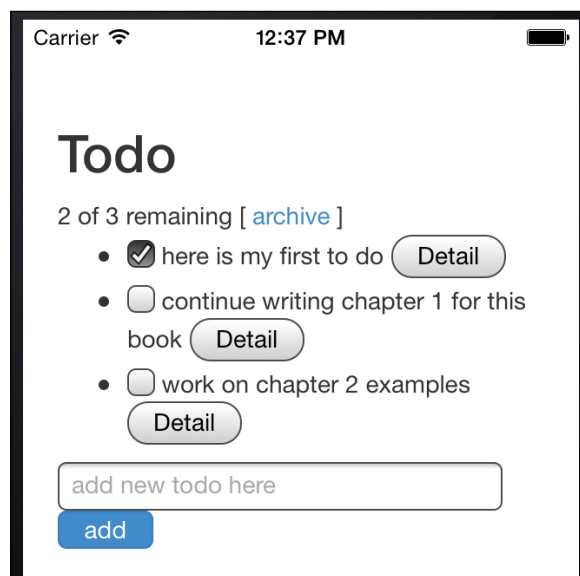 Carrier 12:37 PM
Todo
2 of 3 remaining [ archive ]
here is my first to do Detail
continue writing chapter 1 for this
book Detail
work on chapter 2 examples
Detail
add new todo here
add